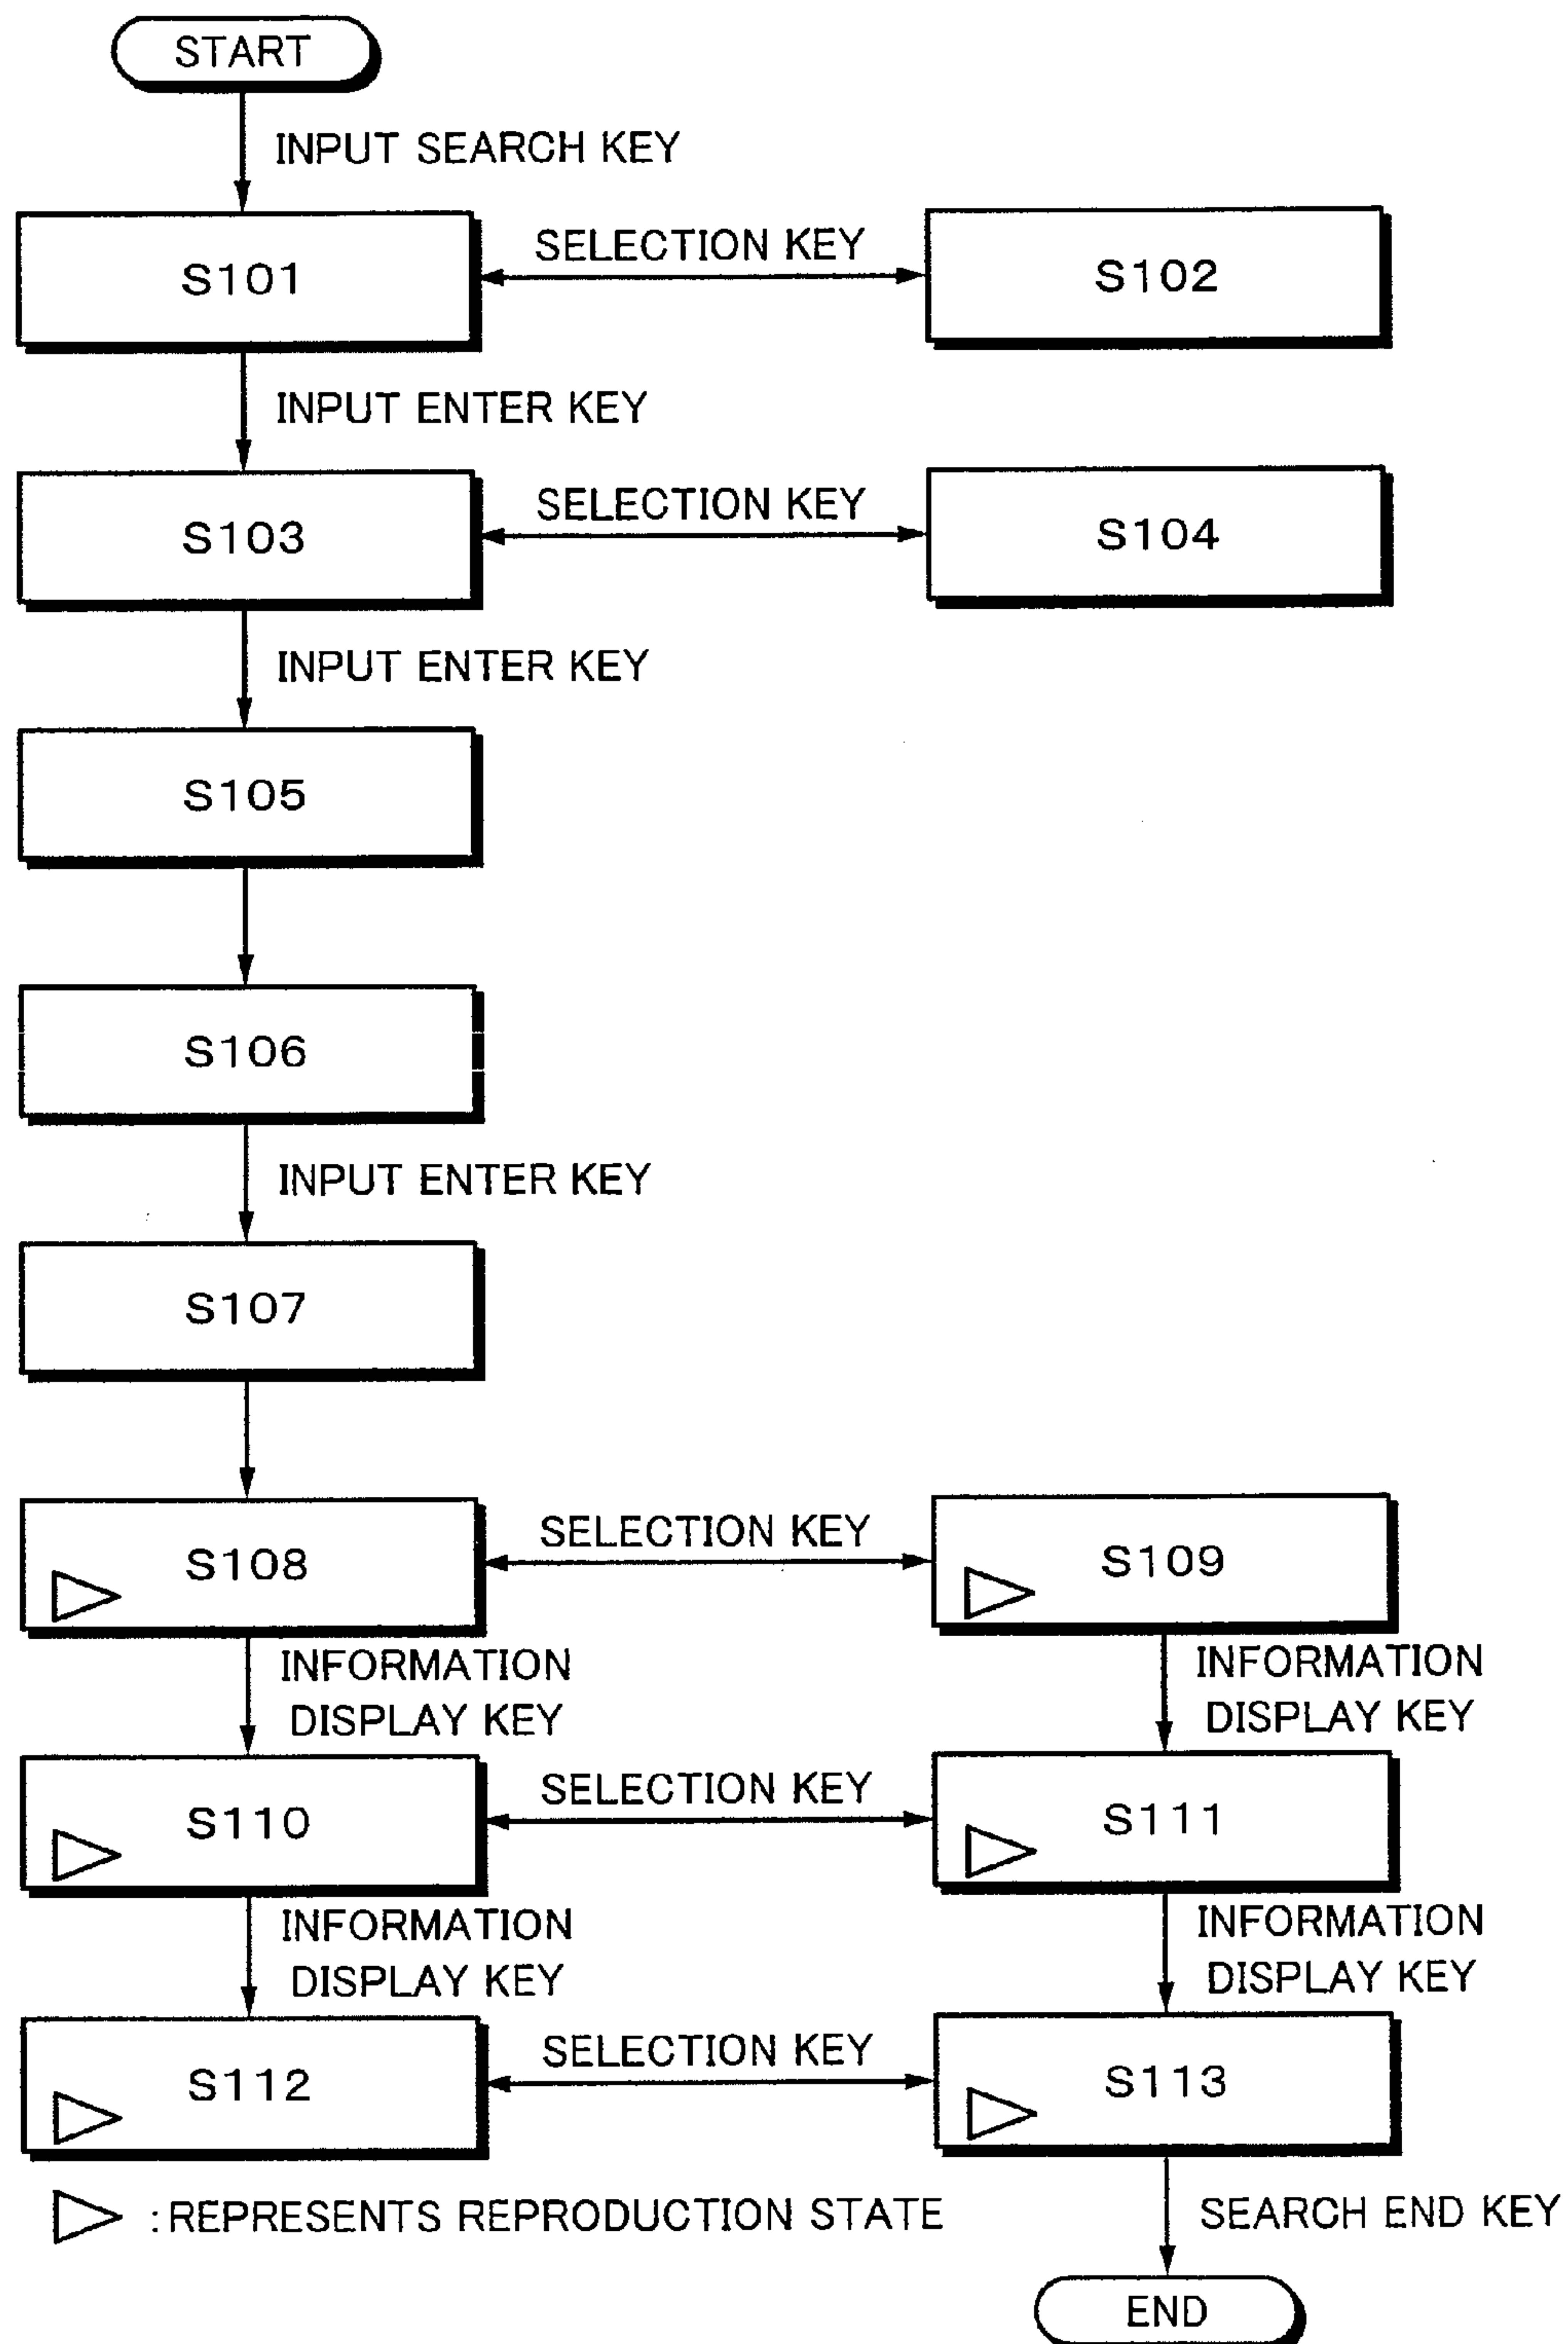 START
INPUT SEARCH KEY
S101
SELECTION KEY
S102
INPUT ENTER KEY
S103
SELECTION KEY
S104
INPUT ENTER KEY
S105
S106
INPUT ENTER KEY
S107
S108
SELECTION KEY
S109
INFORMATION
DISPLAY KEY
INFORMATION
DISPLAY KEY
S110
SELECTION KEY
S111
INFORMATION
DISPLAY KEY
INFORMATION
DISPLAY KEY
S112
SELECTION KEY
S113
:REPRESENTS REPRODUCTION STATE
SEARCH END KEY
END